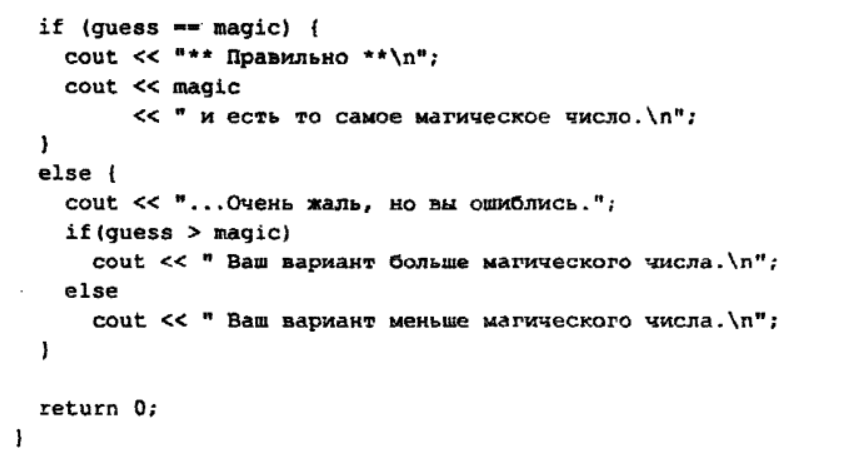 if (guess == magic) {
cout << "** Правильно **\n";
cout << magic
<< " и есть то самое магическое число.\n";
}
else {
cout << "...Очень жаль, но вы ошиблись.";
if(guess > magic)
cout << " Ваш вариант больше магического числа.\n";
else
cout << " Ваш вариант меньше магического числа.\n";
}
return 0;
}